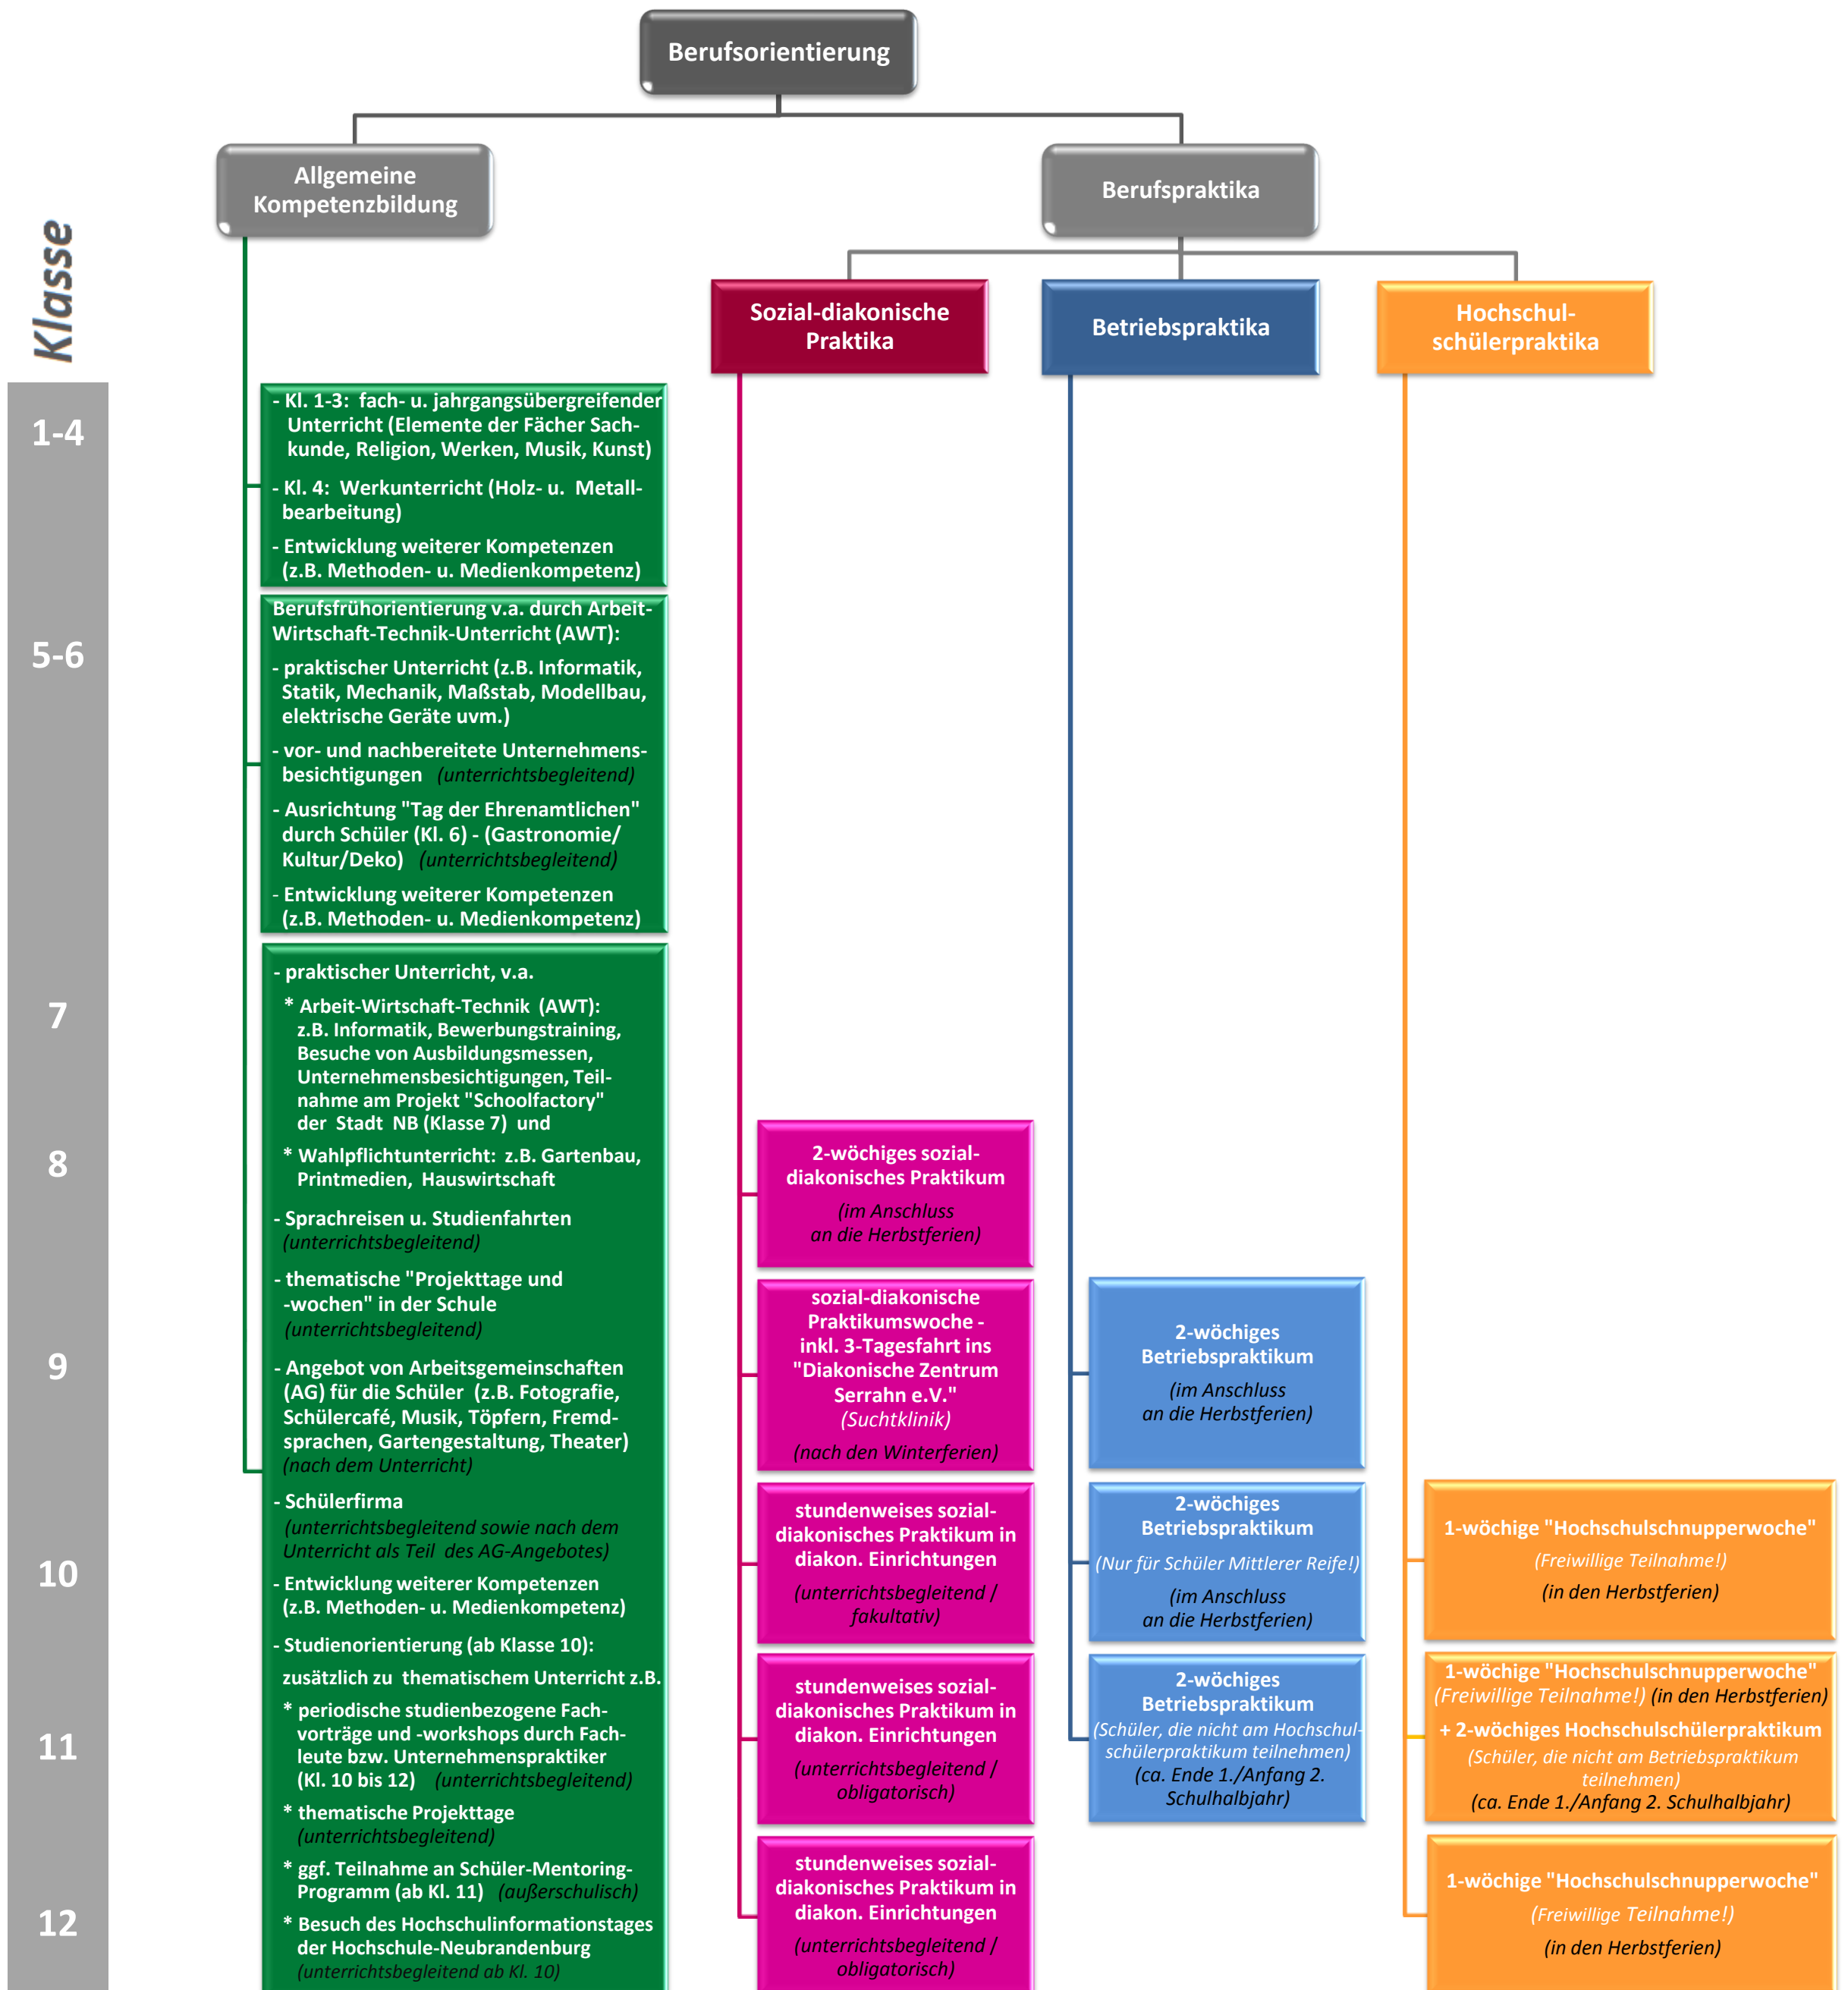 Berufsorientierung
Allgemeine
Kompetenzbildung
Berufspraktika
Klasse
Sozial-diakonische
Praktika
Betriebspraktika
Hochschul-
schülerpraktika
1-4
- Kl. 1-3: fach- u. jahrgangsübergreifender
Unterricht (Elemente der Fächer Sach-
kunde, Religion, Werken, Musik, Kunst)
- Kl. 4: Werkunterricht (Holz- u. Metall-
bearbeitung)
- Entwicklung weiterer Kompetenzen
(z.B. Methoden- u. Medienkompetenz)
5-6
Berufsfrühorientierung v.a. durch Arbeit-
Wirtschaft-Technik-Unterricht (AWT):
- praktischer Unterricht (z.B. Informatik,
Statik, Mechanik, Maßstab, Modellbau,
elektrische Geräte uvm.)
- vor- und nachbereitete Unternehmens-
besichtigungen (unterrichtsbegleitend)
- Ausrichtung "Tag der Ehrenamtlichen"
durch Schüler (Kl. 6) - (Gastronomie/
Kultur/Deko) (unterrichtsbegleitend)
- Entwicklung weiterer Kompetenzen
(z.B. Methoden- u. Medienkompetenz)
7
8
9
10
11
12
- praktischer Unterricht, v.a.
* Arbeit-Wirtschaft-Technik (AWT):
z.B. Informatik, Bewerbungstraining,
Besuche von Ausbildungsmessen,
Unternehmensbesichtigungen, Teil-
nahme am Projekt "Schoolfactory"
der Stadt NB (Klasse 7) und
* Wahlpflichtunterricht: z.B. Gartenbau,
Printmedien, Hauswirtschaft
- Sprachreisen u. Studienfahrten
(unterrichtsbegleitend)
- thematische "Projekttage und
-wochen" in der Schule
(unterrichtsbegleitend)
- Angebot von Arbeitsgemeinschaften
(AG) für die Schüler (z.B. Fotografie,
Schülercafé, Musik, Töpfern, Fremd-
sprachen, Gartengestaltung, Theater)
(nach dem Unterricht)
- Schülerfirma
(unterrichtsbegleitend sowie nach dem
Unterricht als Teil des AG-Angebotes)
- Entwicklung weiterer Kompetenzen
(z.B. Methoden- u. Medienkompetenz)
- Studienorientierung (ab Klasse 10):
zusätzlich zu thematischem Unterricht z.B.
* periodische studienbezogene Fach-
vorträge und -workshops durch Fach-
leute bzw. Unternehmenspraktiker
(Kl. 10 bis 12) (unterrichtsbegleitend)
* thematische Projekttage
(unterrichtsbegleitend)
* ggf. Teilnahme an Schüler-Mentoring-
Programm (ab Kl. 11) (außerschulisch)
* Besuch des Hochschulinformationstages
der Hochschule-Neubrandenburg
(unterrichtsbegleitend ab Kl. 10)
2-wöchiges sozial-
diakonisches Praktikum
(im Anschluss
an die Herbstferien)
sozial-diakonische
Praktikumswoche -
inkl. 3-Tagesfahrt ins
"Diakonische Zentrum
Serrahn e.V."
(Suchtklinik)
(nach den Winterferien)
stundenweises sozial-
diakonisches Praktikum in
diakon. Einrichtungen
(unterrichtsbegleitend /
fakultativ)
stundenweises sozial-
diakonisches Praktikum in
diakon. Einrichtungen
(unterrichtsbegleitend /
obligatorisch)
stundenweises sozial-
diakonisches Praktikum in
diakon. Einrichtungen
(unterrichtsbegleitend /
obligatorisch)
2-wöchiges
Betriebspraktikum
(im Anschluss
an die Herbstferien)
2-wöchiges
Betriebspraktikum
(Nur für Schüler Mittlerer Reife!)
(im Anschluss
an die Herbstferien)
2-wöchiges
Betriebspraktikum
(Schüler, die nicht am Hochschul-
schülerpraktikum teilnehmen)
(ca. Ende 1./Anfang 2.
Schulhalbjahr)
1-wöchige "Hochschulschnupperwoche"
(Freiwillige Teilnahme!)
(in den Herbstferien)
1-wöchige "Hochschulschnupperwoche"
(Freiwillige Teilnahme!) (in den Herbstferien)
+ 2-wöchiges Hochschulschülerpraktikum
(Schüler, die nicht am Betriebspraktikum
teilnehmen)
(ca. Ende 1./Anfang 2. Schulhalbjahr)
1-wöchige "Hochschulschnupperwoche"
(Freiwillige Teilnahme!)
(in den Herbstferien)